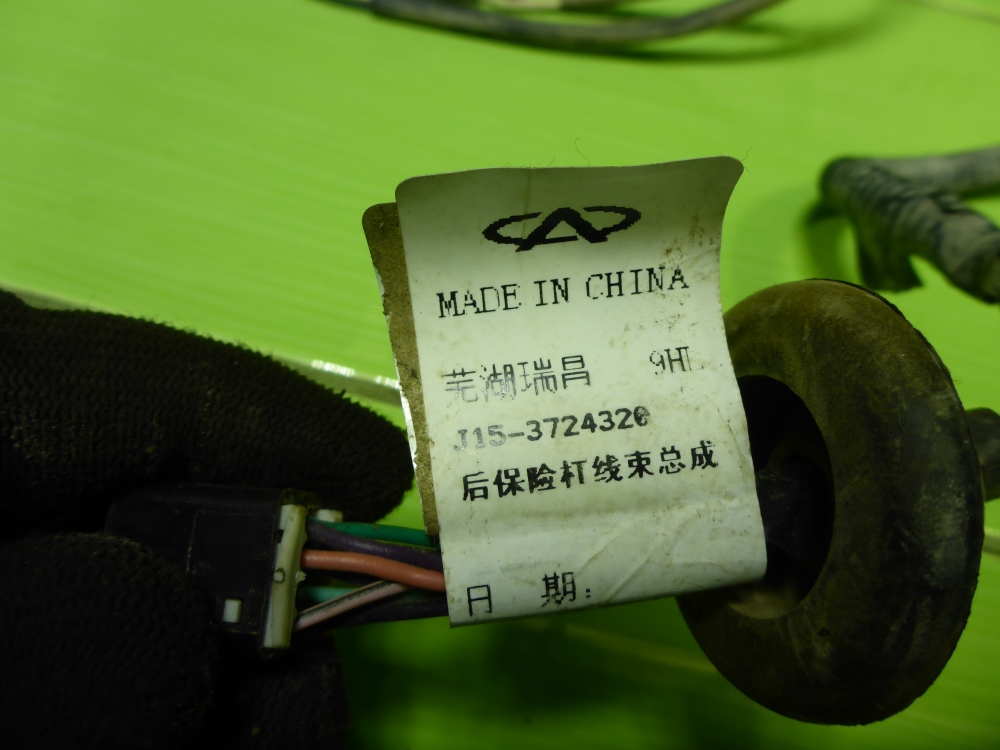 MADE IN CHINA
芜湖瑞昌 9HL
J15-3724320
后保险杠线束总成
日 期: